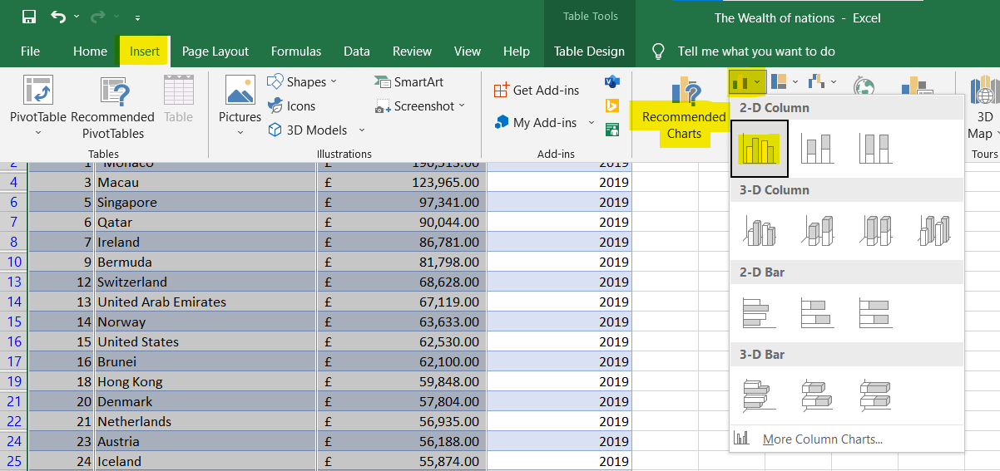 Table Tools
The Wealth of nations - Excel
File Home Insert Page Layout Formulas Data Review View Help Table Design Tell me what you want to do
PivotTable
Recommended
PivotTables
Table
Tables
Pictures
Shapes
Icons
3D Models
SmartArt
Screenshot
Illustrations
Get Add-ins
My Add-ins
Add-ins
Recommended
Charts
3D
Map
Tours
2-D Column
3-D Column
2-D Bar
3-D Bar
More Column Charts...
2 1 Monaco £ 190,513.00 2019
4 3 Macau £ 123,965.00 2019
6 5 Singapore £ 97,341.00 2019
7 6 Qatar £ 90,044.00 2019
8 7 Ireland £ 86,781.00 2019
10 9 Bermuda £ 81,798.00 2019
13 12 Switzerland £ 68,628.00 2019
14 13 United Arab Emirates £ 67,119.00 2019
15 14 Norway £ 63,633.00 2019
16 15 United States £ 62,530.00 2019
17 16 Brunei £ 62,100.00 2019
19 18 Hong Kong £ 59,848.00 2019
21 20 Denmark £ 57,804.00 2019
22 21 Netherlands £ 56,935.00 2019
24 23 Austria £ 56,188.00 2019
25 24 Iceland £ 55,874.00 2019